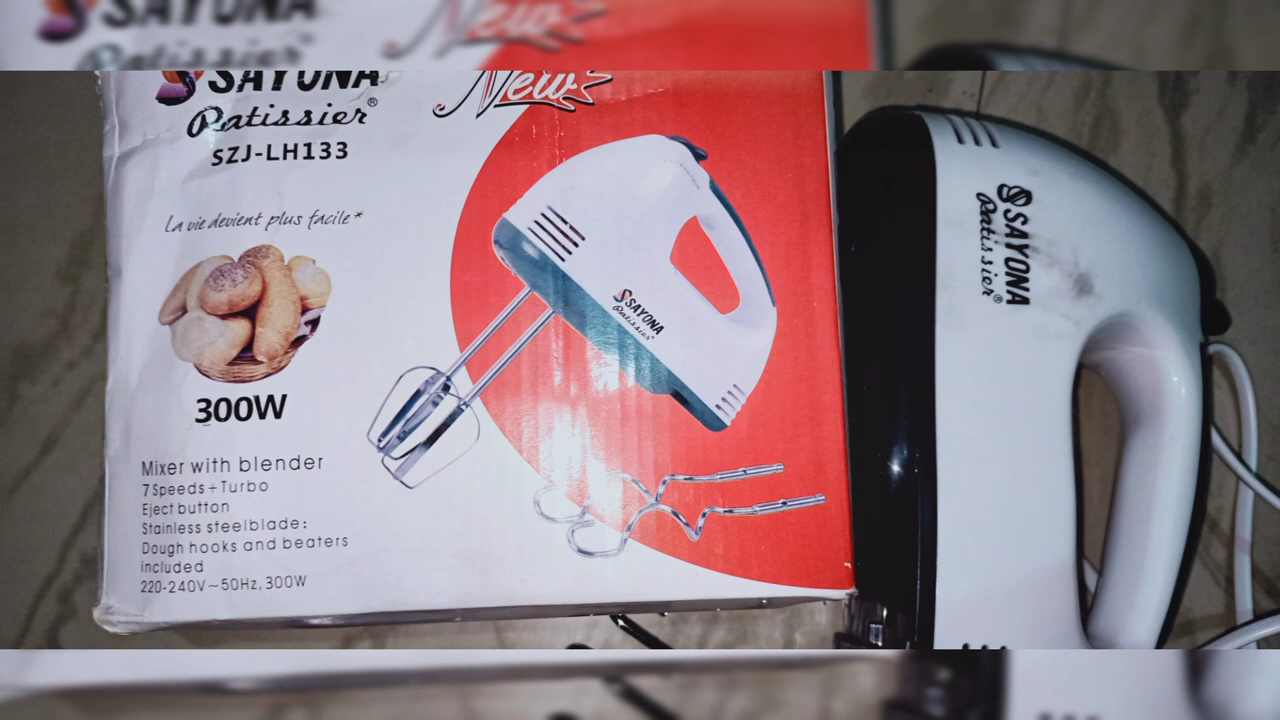 SAYONA
Patissier®
SZJ-LH133
New
La vie devient plus facile*
300W
Mixer with blender
7Speeds+Turbo
Eject button
Stainless steelblade:
Dough hooks and beaters
included
220-240V~50Hz, 300W
SAYONA
Patissier®
SAYONA
Patissier®